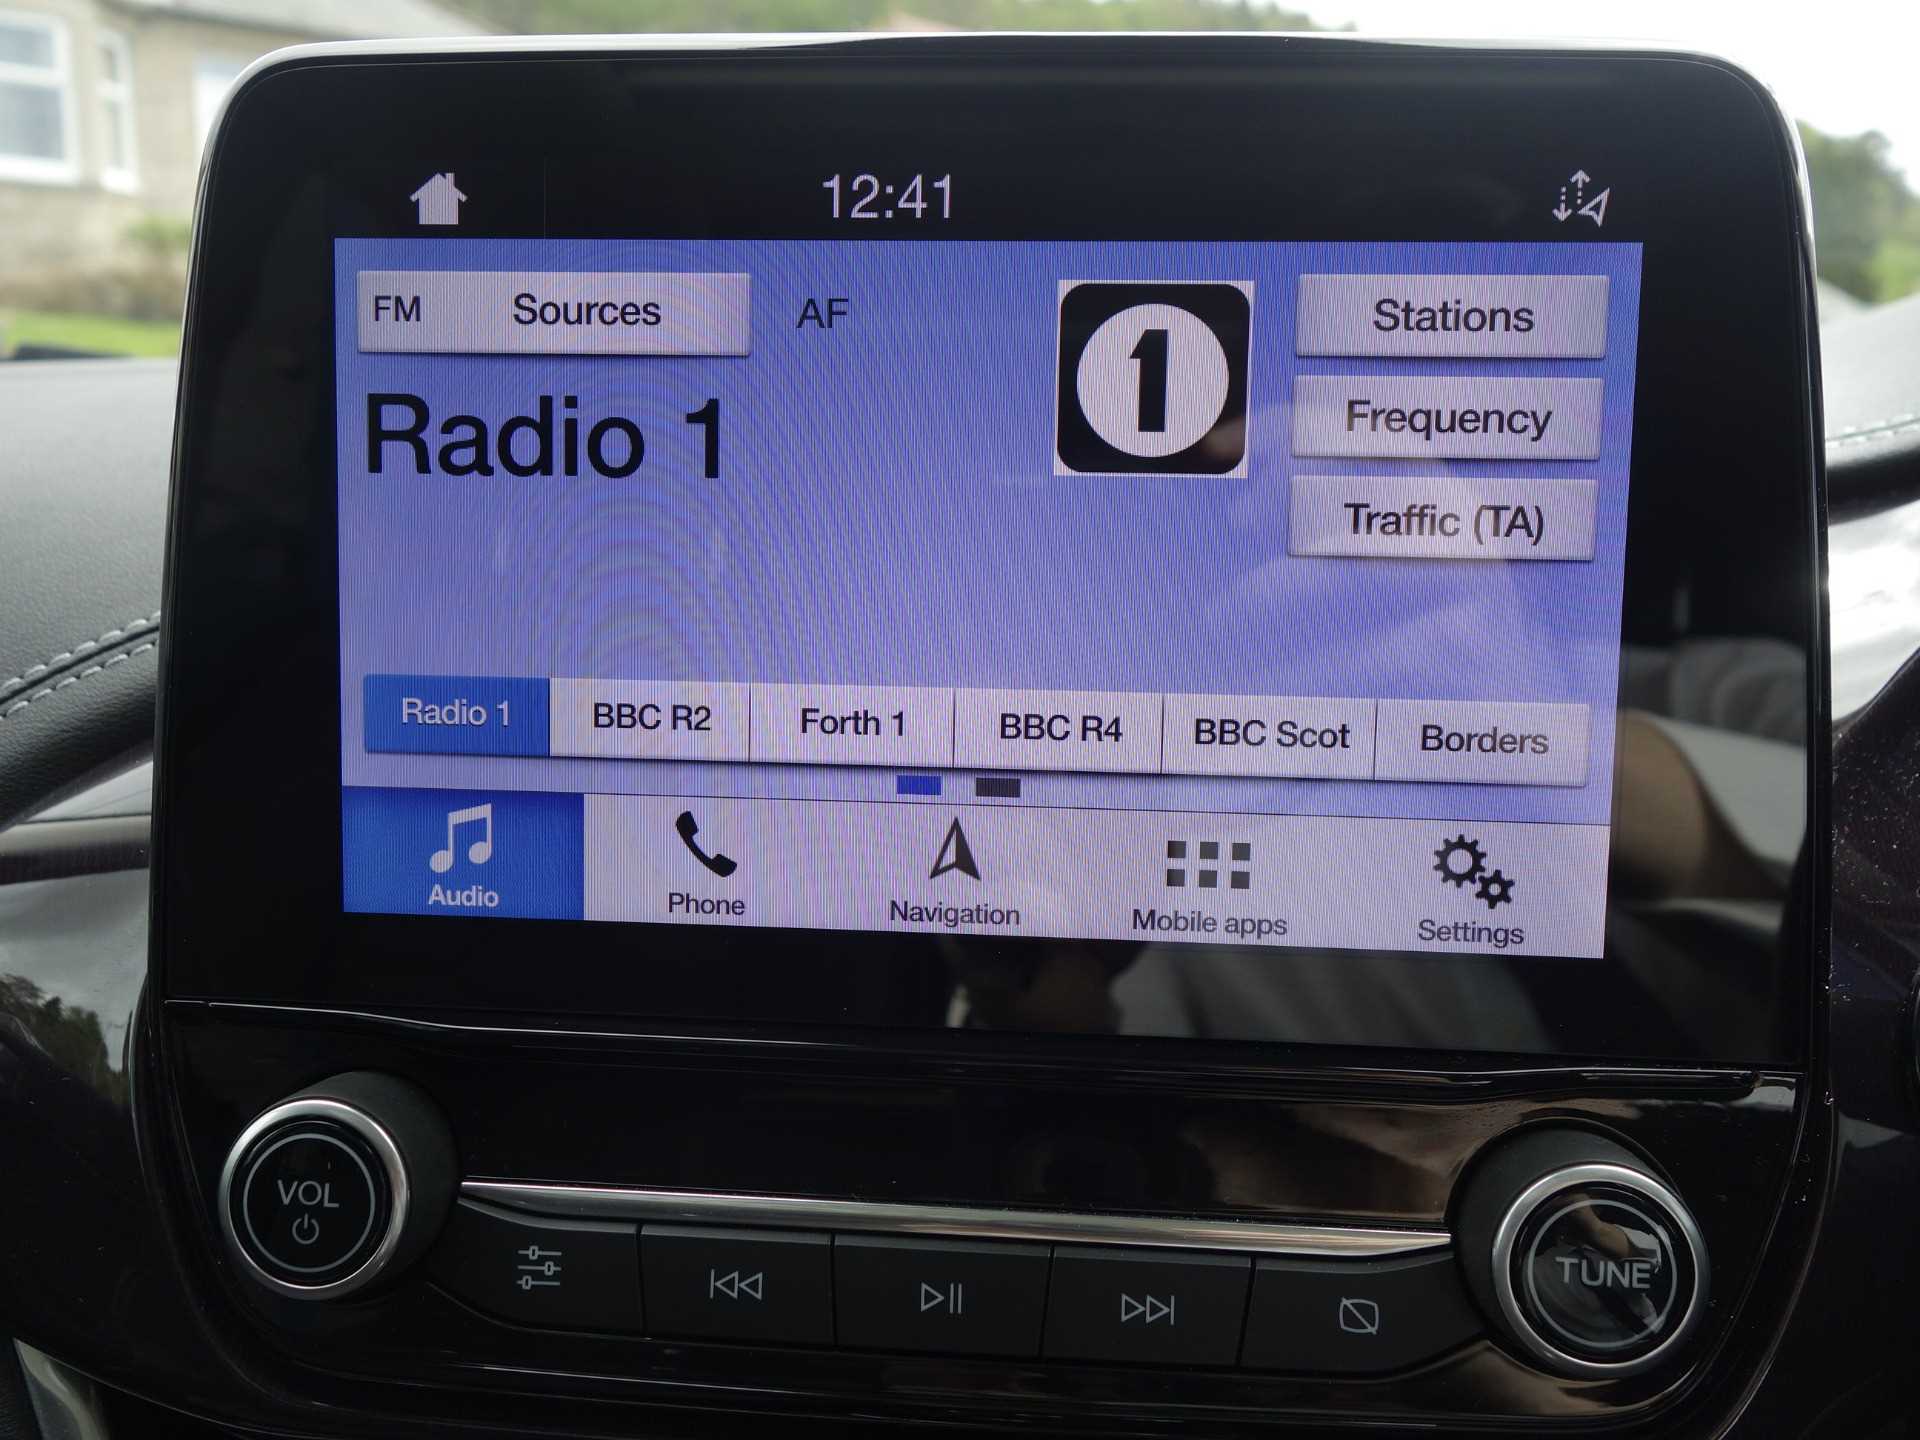 12:41
FM Sources AF
1
Stations
Radio 1
Frequency
Traffic (TA)
Radio 1 BBC R2 Forth 1 BBC R4 BBC Scot Borders
Audio Phone Navigation Mobile apps Settings
VOL
TUNE